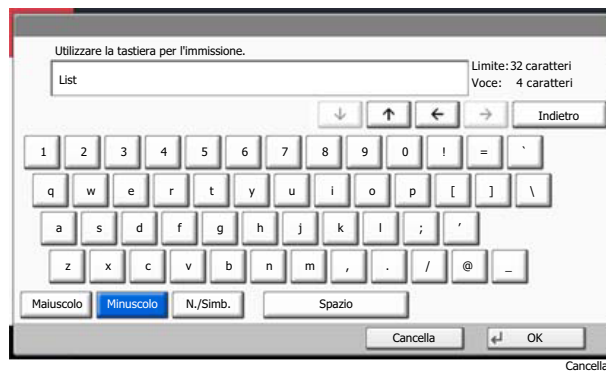 Utilizzare la tastiera per l'immissione.
List
Limite: 32 caratteri
Voce: 4 caratteri
↓ ↑ ← → Indietro
1 2 3 4 5 6 7 8 9 0 ! = `
q w e r t y u i o p [ ] \
a s d f g h j k l ; ′
z x c v b n m , . / @ _
Maiuscolo Minuscolo N./Simb. Spazio
Cancella OK
Cancella